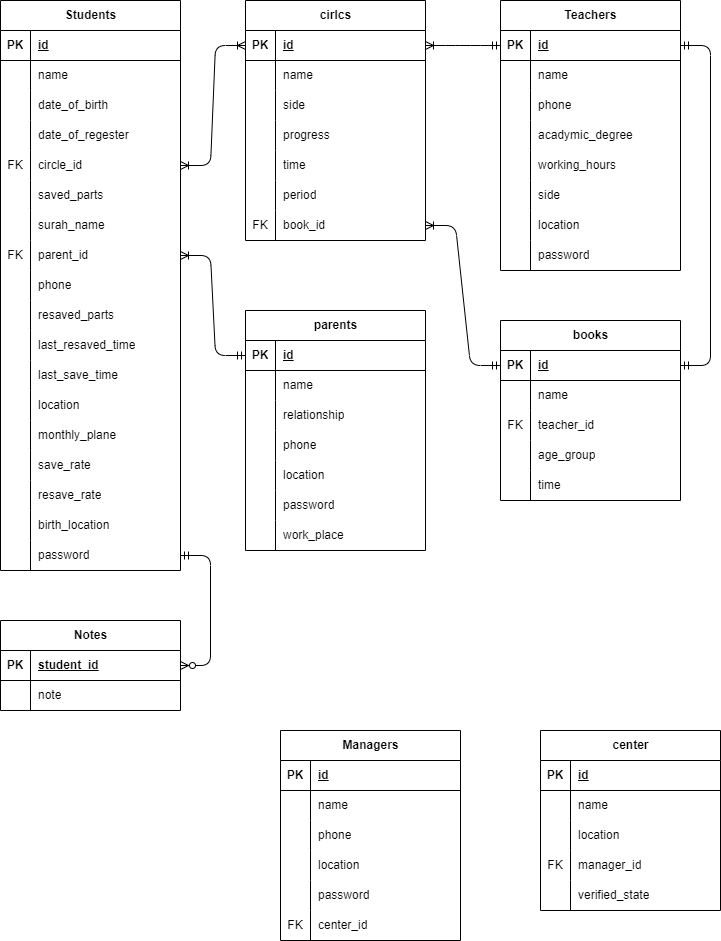 Students
PK id
name
date_of_birth
date_of_regester
FK circle_id
saved_parts
surah_name
FK parent_id
phone
resaved_parts
last_resaved_time
last_save_time
location
monthly_plane
save_rate
resave_rate
birth_location
password
cirlcs
PK id
name
side
progress
time
period
FK book_id
Teachers
PK id
name
phone
acadymic_degree
working_hours
side
location
password
parents
PK id
name
relationship
phone
location
password
work_place
books
PK id
name
FK teacher_id
age_group
time
Notes
PK student_id
note
Managers
PK id
name
phone
location
password
FK center_id
center
PK id
name
location
FK manager_id
verified_state